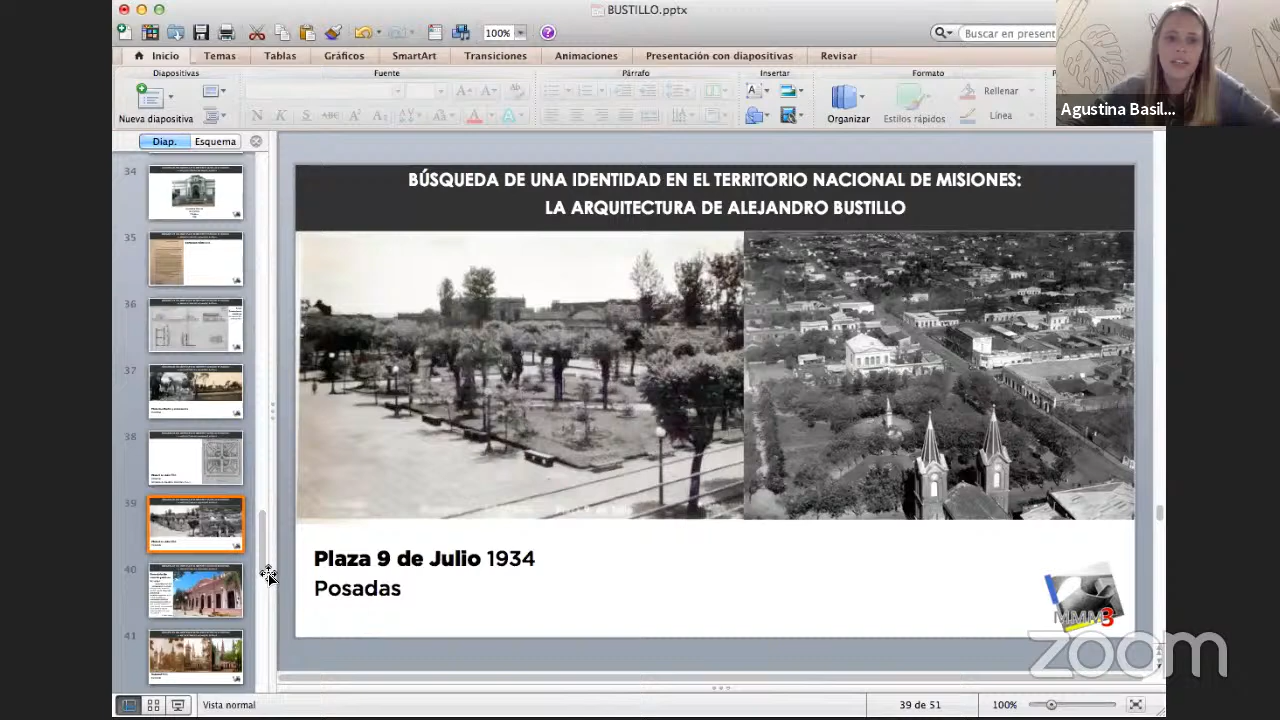 BUSTILLO.pptx
100%
Buscar en present
Inicio
Temas
Tablas
Gráficos
SmartArt
Transiciones
Animaciones
Presentación con diapositivas
Revisar
Diapositivas
Fuente
Párrafo
Insertar
Formato
Nueva diapositiva
Organizar
Estilos rápidos
Rellenar
Línea
Agustina Basil...
Diap.
Esquema
34
35
36
37
38
39
40
41
BÚSQUEDA DE UNA IDENTIDAD EN EL TERRITORIO NACIONAL DE MISIONES:
LA ARQUITECTURA DE ALEJANDRO BUSTILLO
Plaza 9 de Julio 1934
Posadas
MMM3
zoom
Vista normal
39 de 51
100%